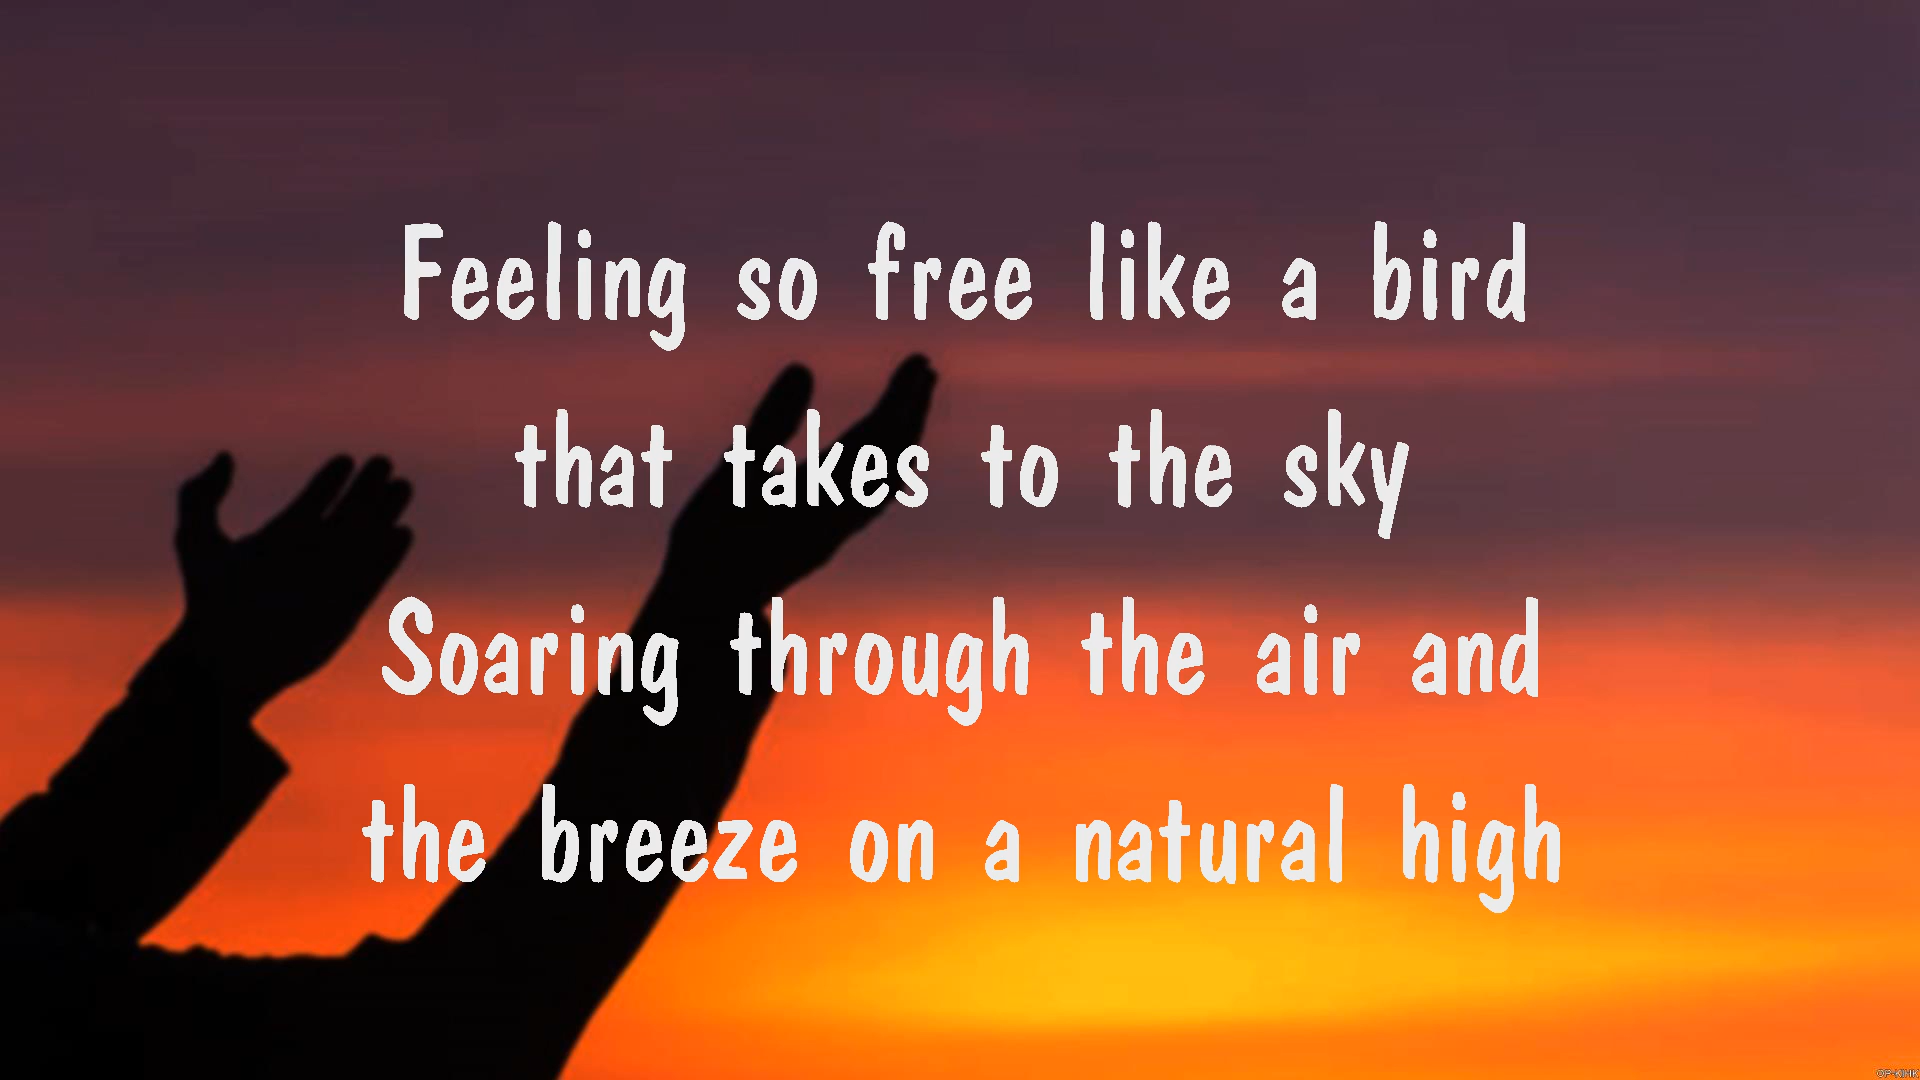 Feeling so free like a bird
that takes to the sky
Soaring through the air and
the breeze on a natural high